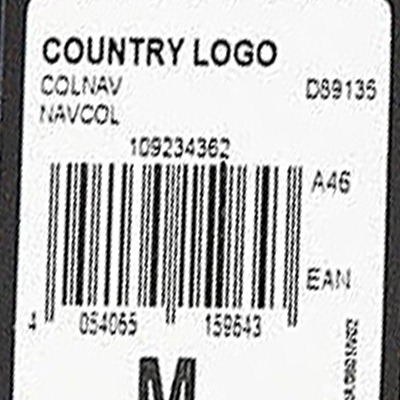 COUNTRY LOGO
COLNAV D89135
NAVCOL
109234362
A46
EAN
4 054065 159643
M